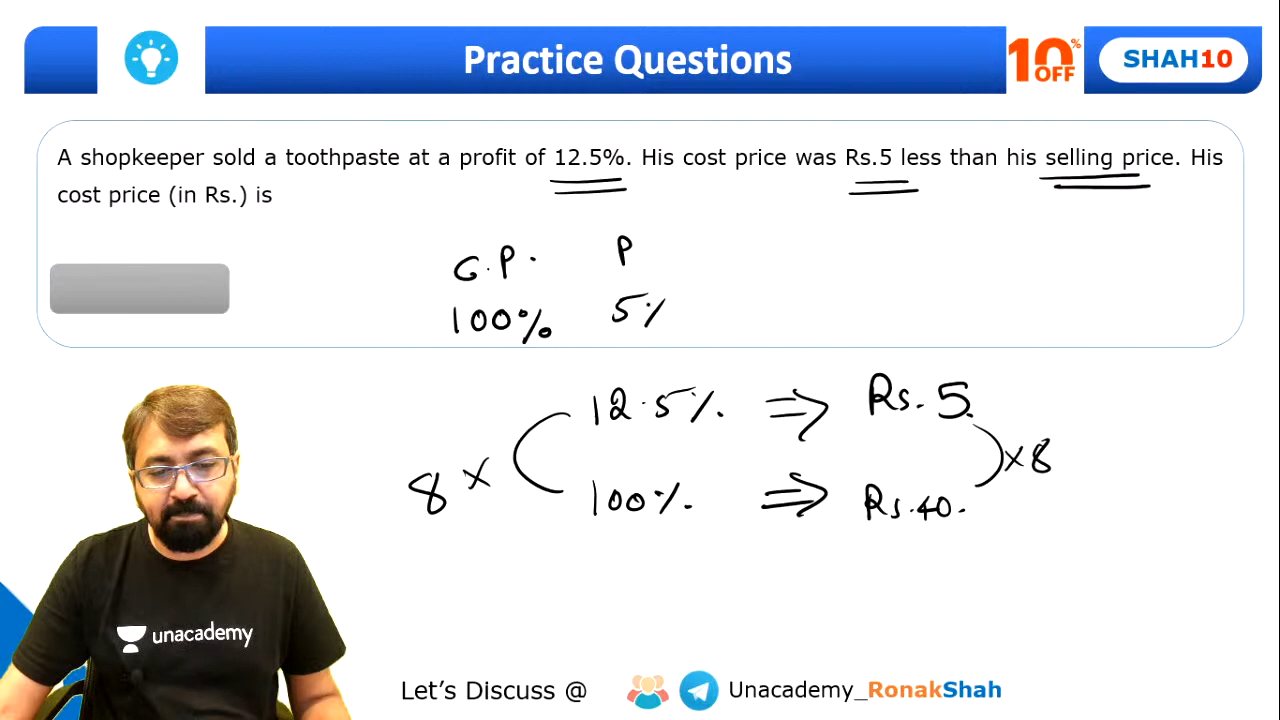 Practice Questions
10% OFF
SHAH10
A shopkeeper sold a toothpaste at a profit of 12.5%. His cost price was Rs.5 less than his selling price. His
cost price (in Rs.) is
C.P. P
100% 5%
12.5% ⇒ Rs. 5.
8 × ×8
100%. ⇒ Rs.40.
unacademy
Let's Discuss @ Unacademy_RonakShah